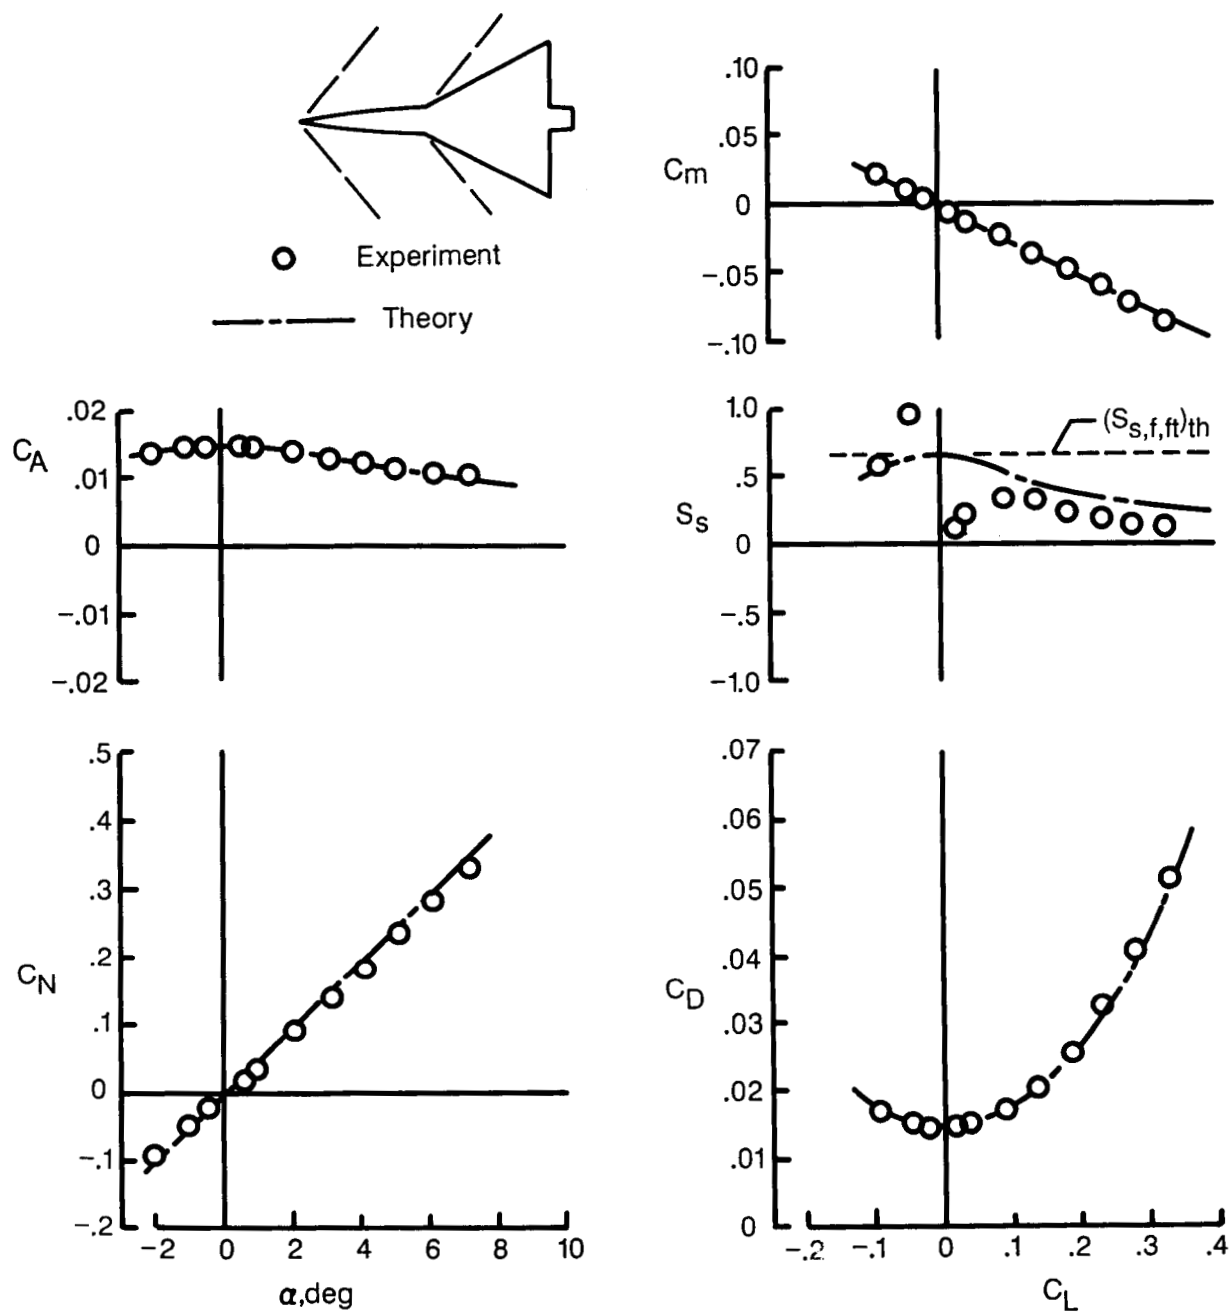 Experiment
Theory
.10
.05
Cm
0
-.05
-.10
.02
CA
.01
0
-.01
-.02
1.0
(Ss,f,ft)th
.5
Ss
0
-.5
-1.0
.5
.4
.3
CN
.2
.1
0
-.1
-.2
-2 0 2 4 6 8 10
α,deg
.07
.06
.05
.04
CD
.03
.02
.01
0
-.2 -.1 0 .1 .2 .3 .4
CL